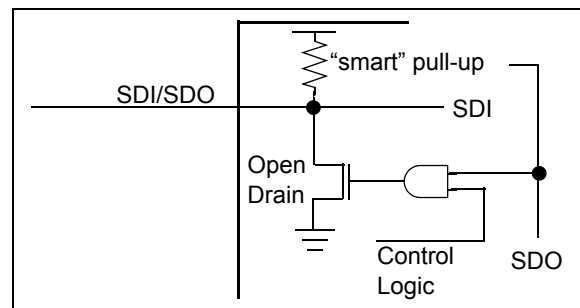 “smart” pull-up
SDI/SDO
SDI
Open
Drain
Control
Logic
SDO